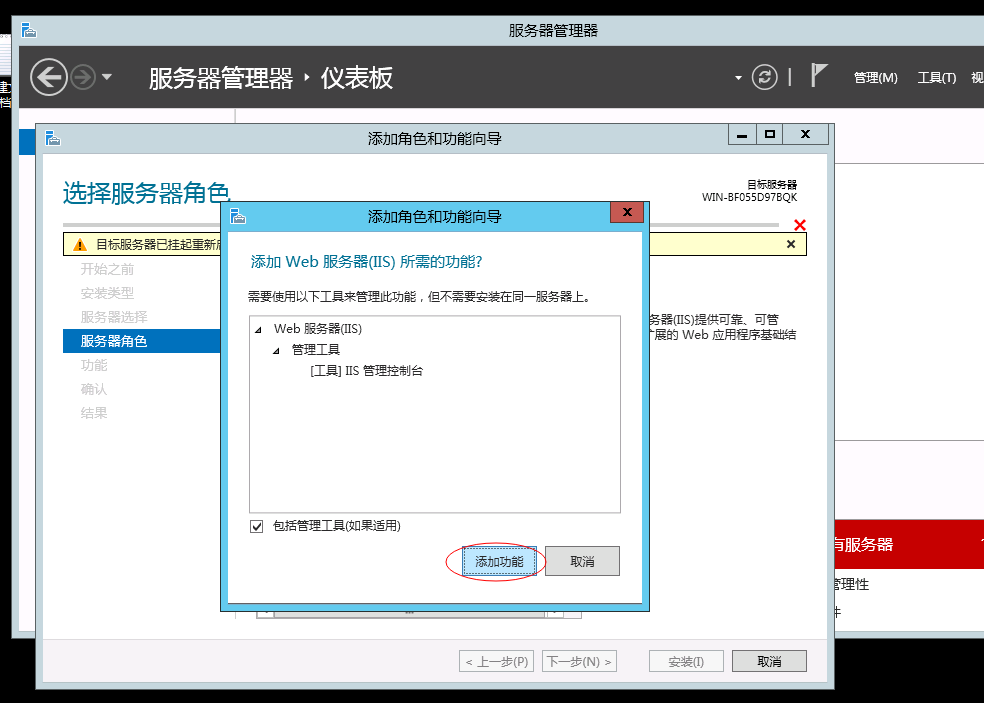 服务器管理器
服务器管理器 · 仪表板
管理(M) 工具(T) 视
添加角色和功能向导
选择服务器角色
目标服务器
WIN-BF055D97BQK
目标服务器已挂起重新启
开始之前
安装类型
服务器选择
服务器角色
功能
确认
结果
务器(IIS)提供可靠、可管
扩展的 Web 应用程序基础结
添加角色和功能向导
添加 Web 服务器(IIS) 所需的功能?
需要使用以下工具来管理此功能，但不需要安装在同一服务器上。
Web 服务器(IIS)
管理工具
[工具] IIS 管理控制台
包括管理工具(如果适用)
添加功能 取消
有服务器
管理性
件
< 上一步(P) 下一步(N) > 安装(I) 取消